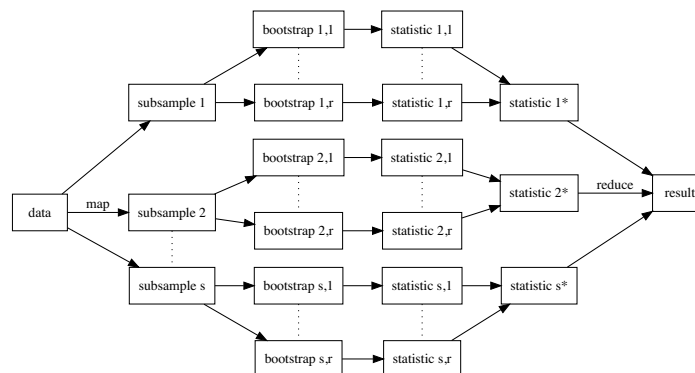 bootstrap 1,1
statistic 1,1
subsample 1
bootstrap 1,r
statistic 1,r
statistic 1*
bootstrap 2,1
statistic 2,1
data
map
subsample 2
bootstrap 2,r
statistic 2,r
statistic 2*
reduce
result
subsample s
bootstrap s,1
statistic s,1
statistic s*
bootstrap s,r
statistic s,r